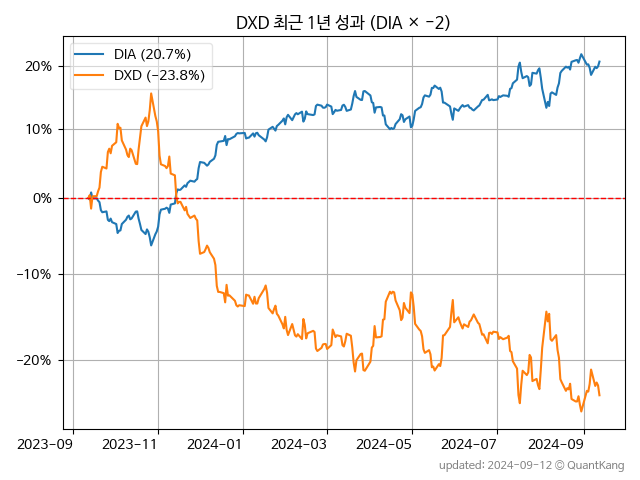 DXD 최근 1년 성과 (DIA × -2)
DIA (20.7%)
DXD (-23.8%)
20%
10%
0%
−10%
−20%
2023-09 2023-11 2024-01 2024-03 2024-05 2024-07 2024-09
updated: 2024-09-12 © QuantKang